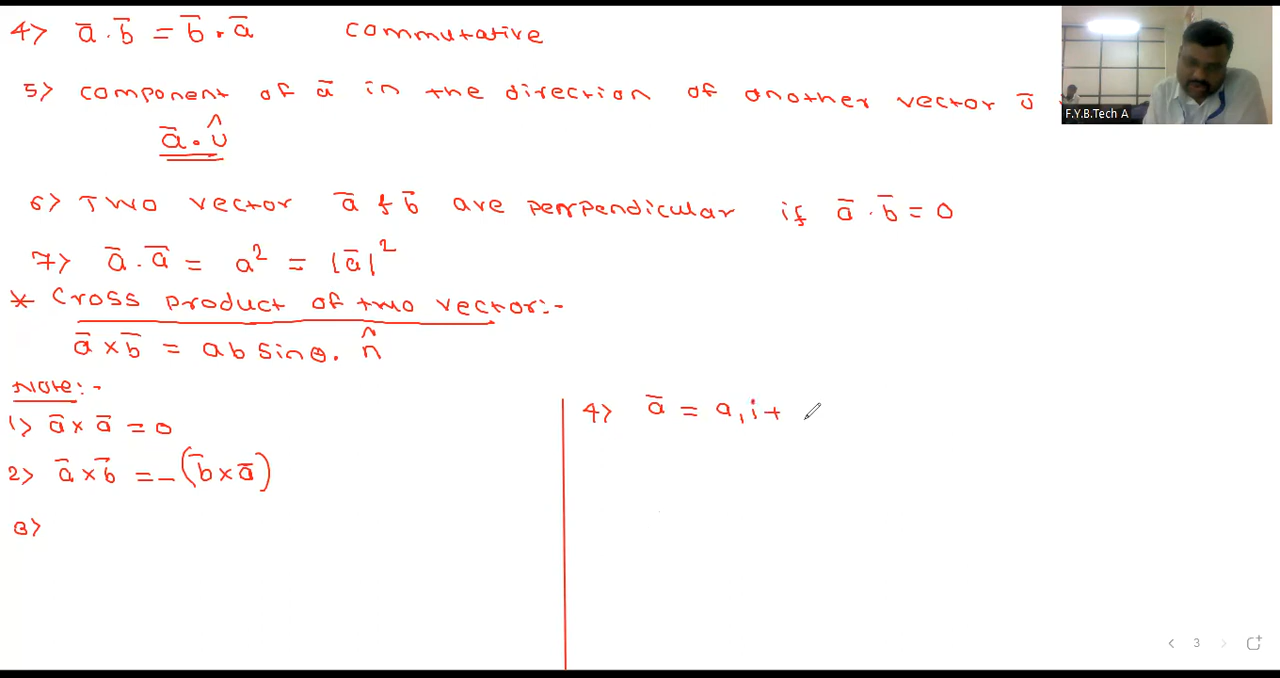 4> a̅ . b̅ = b̅ . a̅ commutative
5> component of a̅ in the direction of another vector u̅
a̅ . û
6> Two vector a̅ & b̅ are perpendicular if a̅ . b̅ = 0
7> a̅ . a̅ = a² = |a̅|²
* Cross product of two vector:-
a̅ × b̅ = ab sinθ. n̂
Note:-
1> a̅ × a̅ = 0
2> a̅ × b̅ = -(b̅ × a̅)
3>
4> a̅ = a₁i +
F.Y.B.Tech A
3